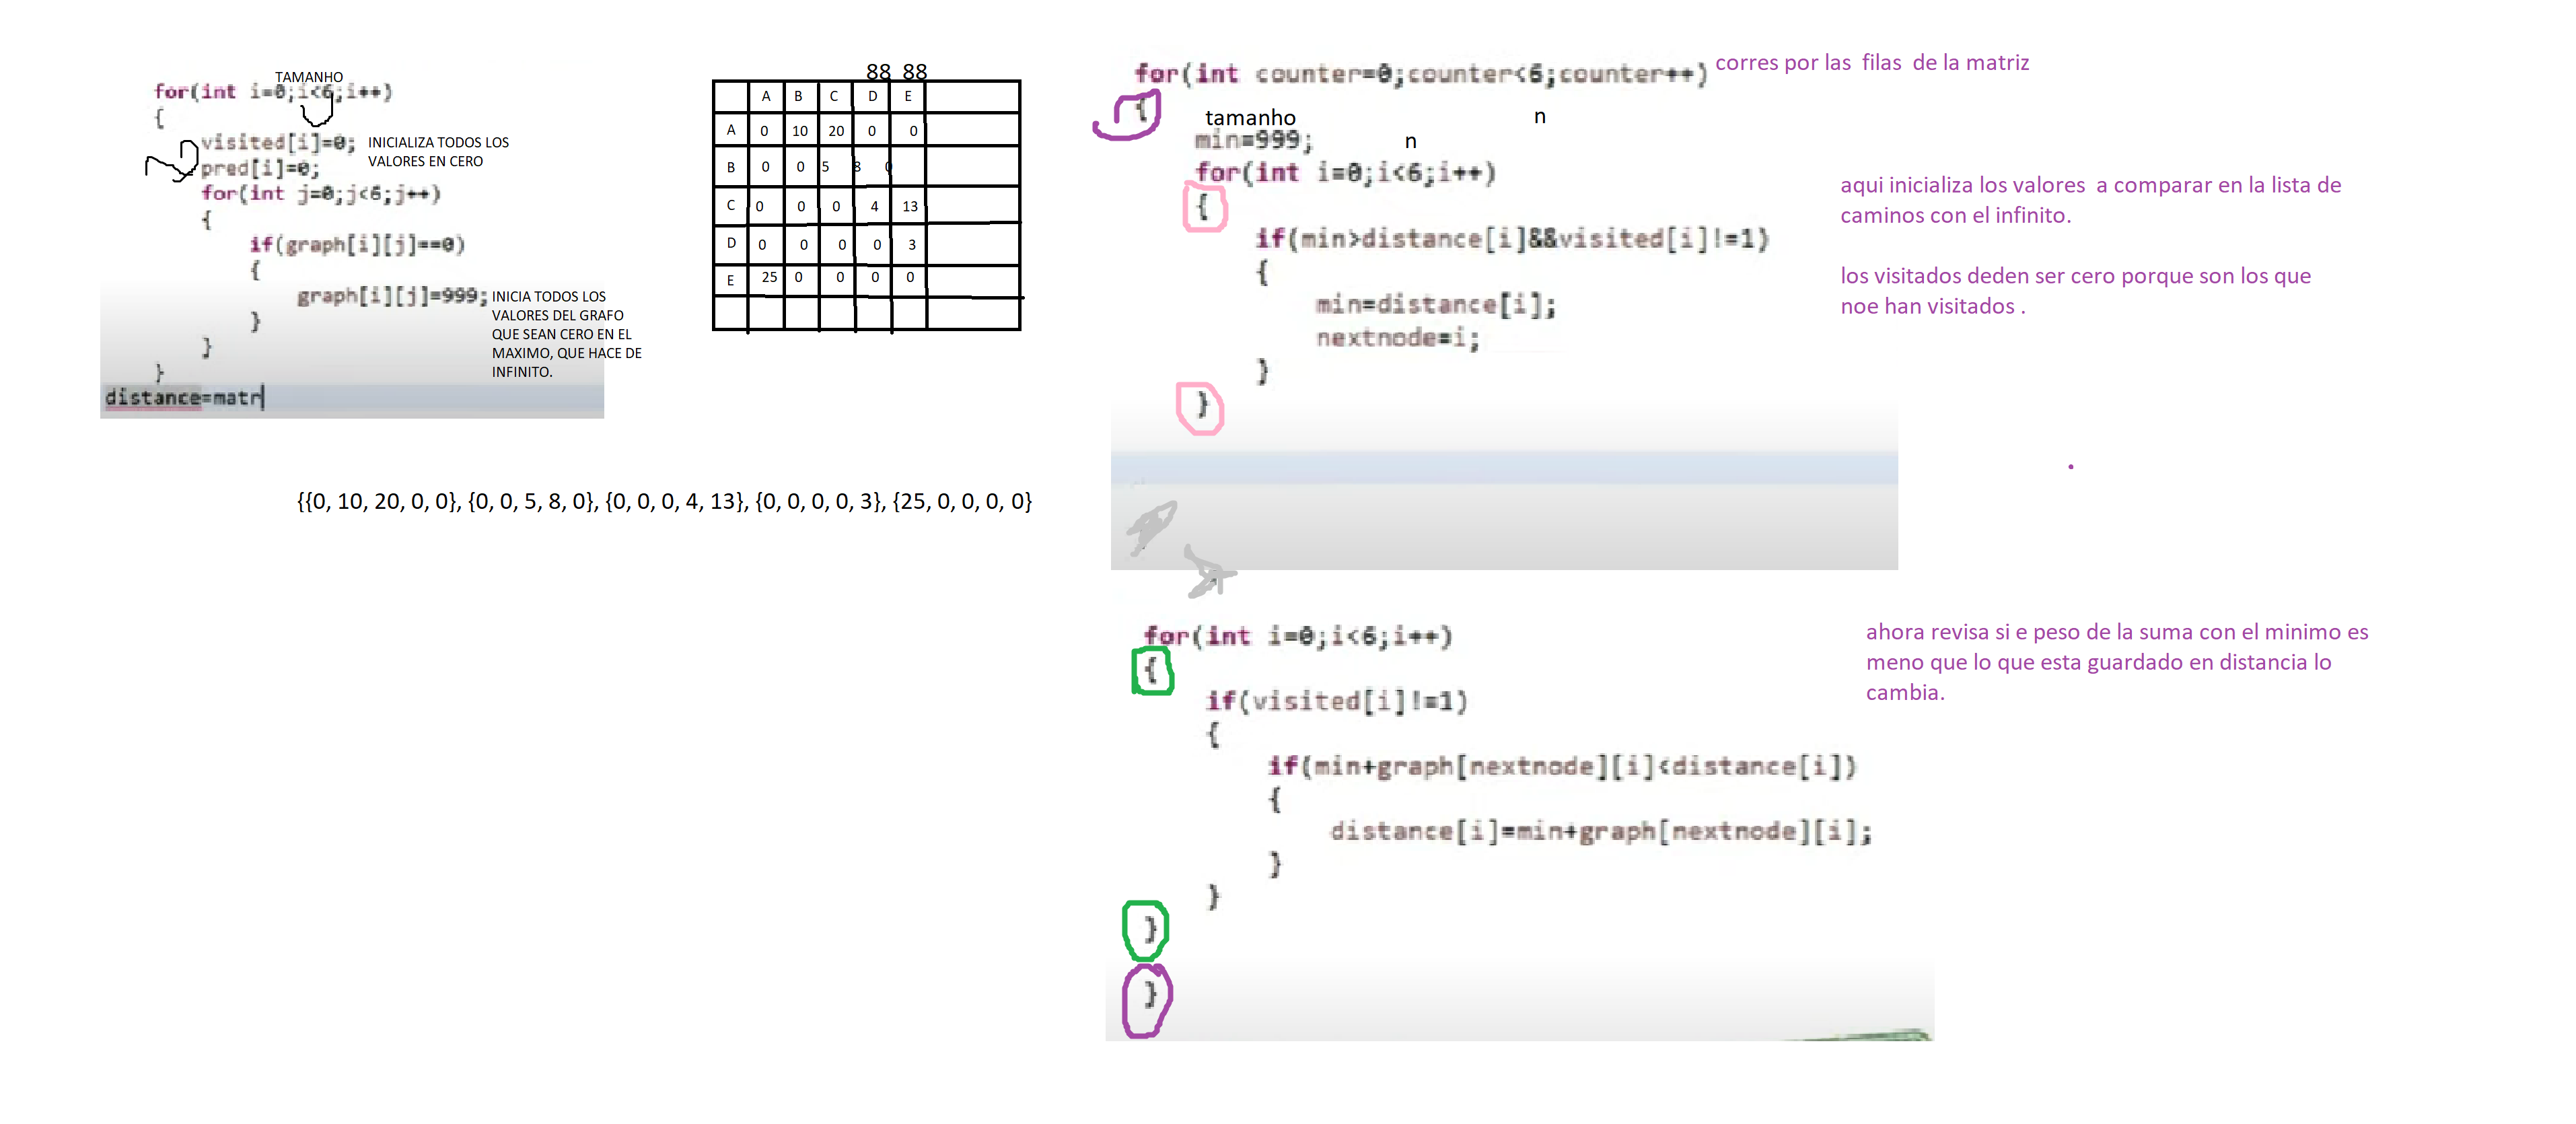 TAMANHO
for(int i=0;i<6;i++)
{
visited[i]=0;
INICIALIZA TODOS LOS
VALORES EN CERO
pred[i]=0;
for(int j=0;j<6;j++)
{
if(graph[i][j]==0)
{
graph[i][j]=999;
INICIA TODOS LOS
VALORES DEL GRAFO
QUE SEAN CERO EN EL
MAXIMO, QUE HACE DE
INFINITO.
}
}
}
distance=matr
88 88
A B C D E
A 0 10 20 0 0
B 0 0 5 8 0
C 0 0 0 4 13
D 0 0 0 0 3
E 25 0 0 0 0
{{0, 10, 20, 0, 0}, {0, 0, 5, 8, 0}, {0, 0, 0, 4, 13}, {0, 0, 0, 0, 3}, {25, 0, 0, 0, 0}
for(int counter=0;counter<6;counter++)
corres por las filas de la matriz
{
tamanho
n
min=999;
n
for(int i=0;i<6;i++)
{
if(min>distance[i]&&visited[i]!=1)
{
min=distance[i];
nextnode=i;
}
}
aqui inicializa los valores a comparar en la lista de
caminos con el infinito.
los visitados deden ser cero porque son los que
noe han visitados .
for(int i=0;i<6;i++)
{
if(visited[i]!=1)
{
if(min+graph[nextnode][i]<distance[i])
{
distance[i]=min+graph[nextnode][i];
}
}
}
}
ahora revisa si e peso de la suma con el minimo es
meno que lo que esta guardado en distancia lo
cambia.